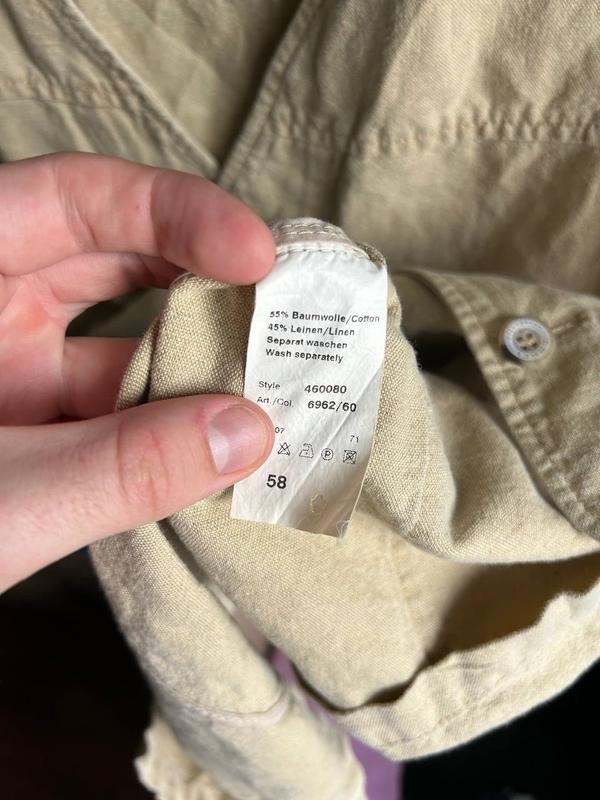 55% Baumwolle/Cotton
45% Leinen/Linen
Separat waschen
Wash separately
Style 460080
Art./Col. 6962/60
07 71
58